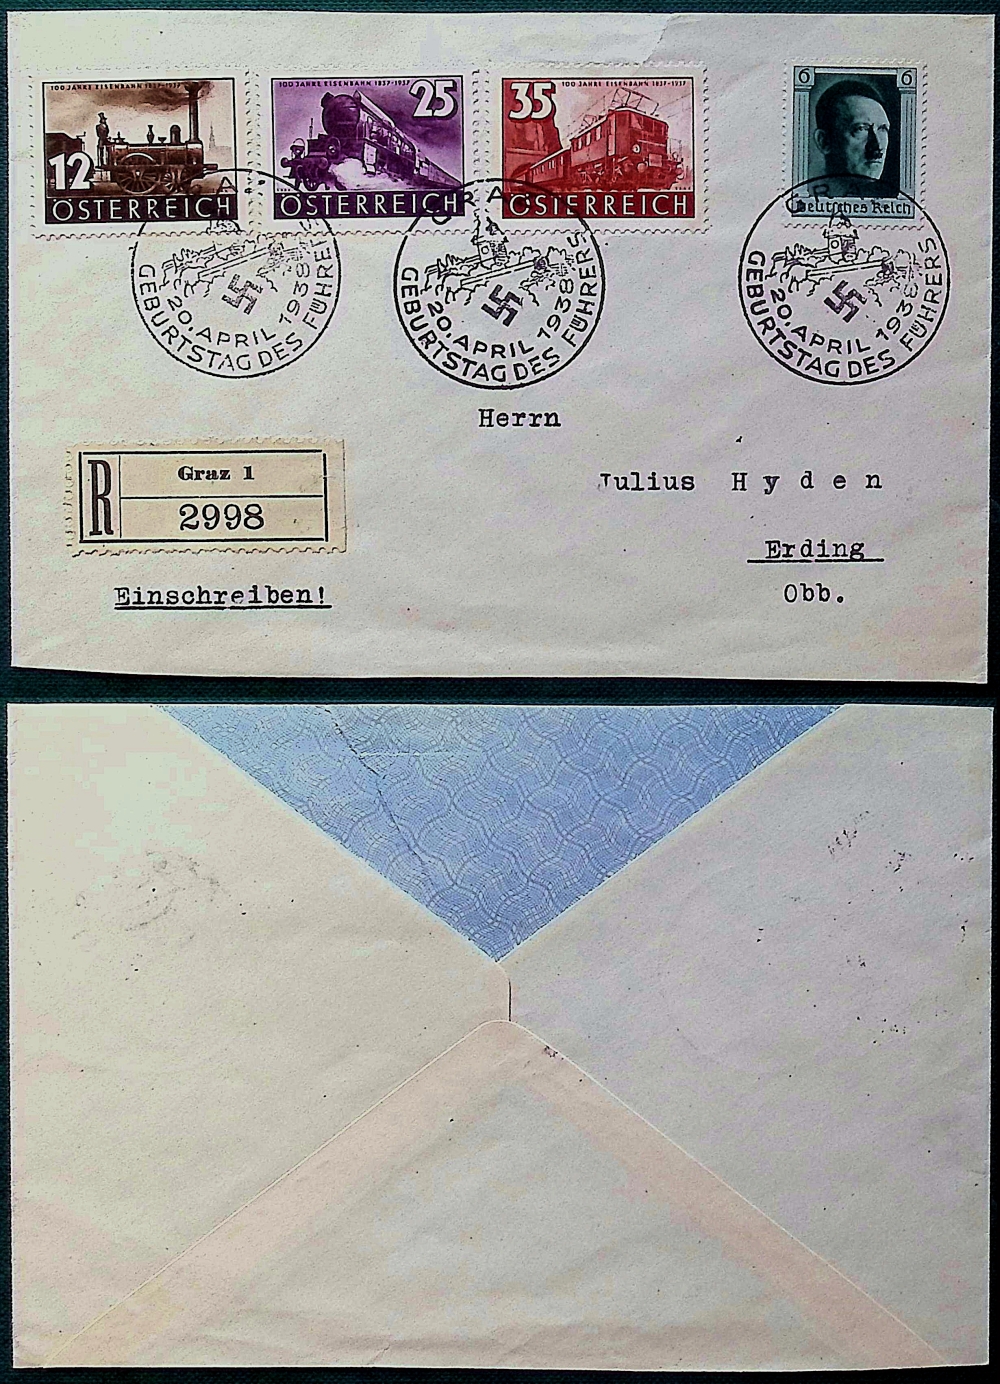 100 JAHRE EISENBAHN 1837-1937
12
ÖSTERREICH
100 JAHRE EISENBAHN 1837-1937
25
ÖSTERREICH
100 JAHRE EISENBAHN 1837-1937
35
ÖSTERREICH
6 6
Deutsches Reich
GRAZ
20. APRIL 1938
GEBURTSTAG DES FÜHRERS
GRAZ
20. APRIL 1938
GEBURTSTAG DES FÜHRERS
GRAZ
20. APRIL 1938
GEBURTSTAG DES FÜHRERS
Herrn
Julius Hyden
Erding
Obb.
R
Graz 1
2998
Einschreiben!